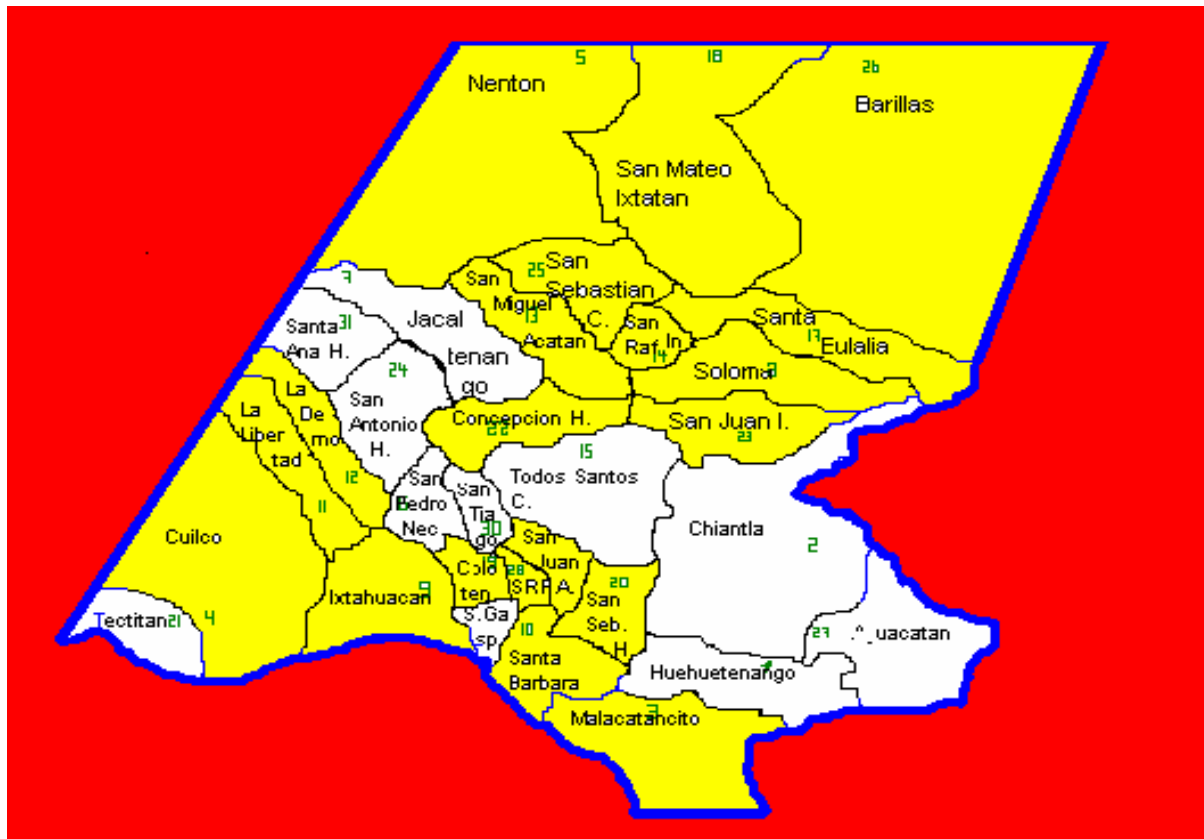 5
18
26
Nenton
Barillas
San Mateo
Ixtatan
25
San
Sebastian
C.
7
San
Miguel
13
Acatan
Santa
31
Ana H.
Jacal
tenan
go
San
Raf.
In
14
Santa
17
Eulalia
24
Soloma
La
De
mo
12
San
Antonio
H.
Concepcion H.
22
San Juan I.
23
La
Liber
tad
11
15
Todos Santos
C.
San
Pedro
Nec.
San
Tia
go
30
Chiantla
2
Cuilco
4
San
Juan
A.
Colo
ten
19
28
SRP
20
San
Seb.
H
Ixtahuacan
9
Tectitan
21
S. Ga
sp
10
Santa
Barbara
27
uacatan
Huehuetenango
3
Malacatancito